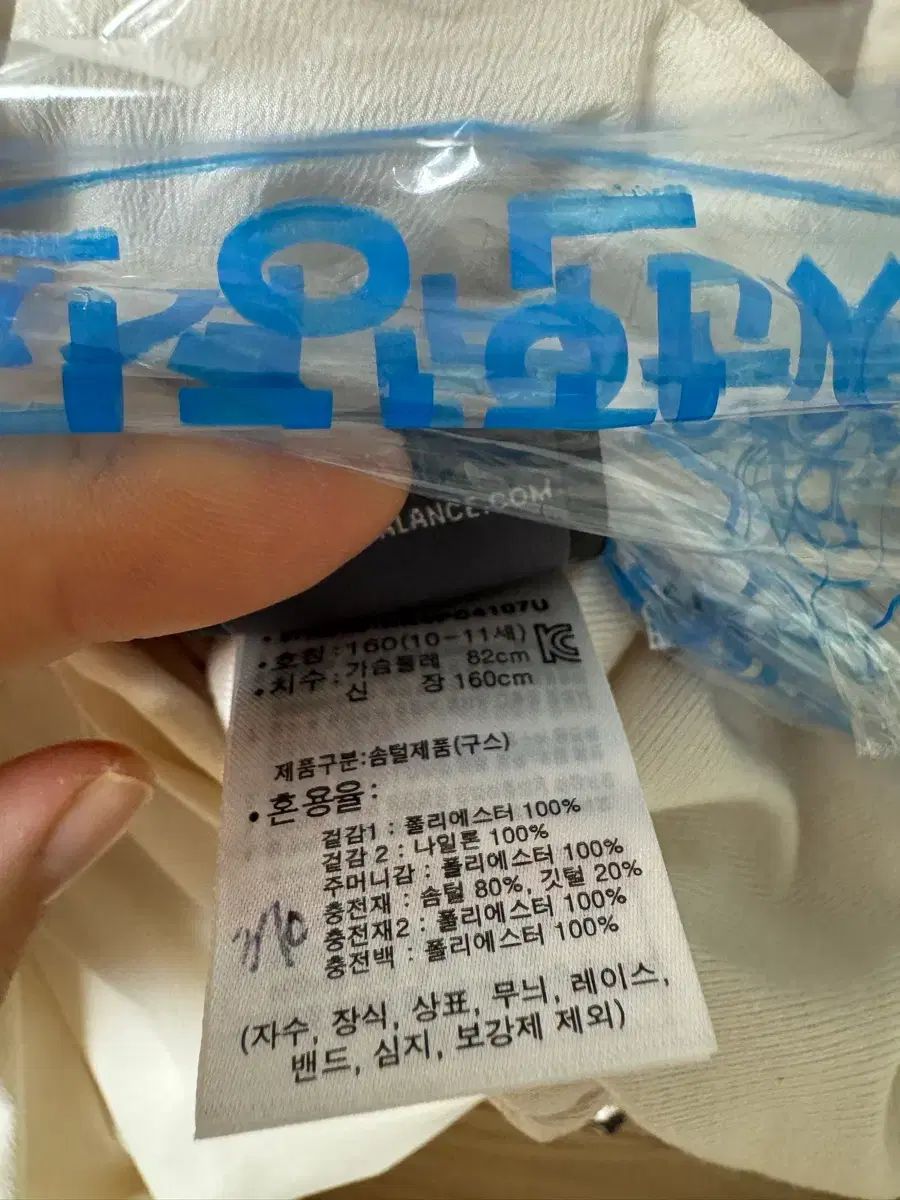 ALANCE.COM
•호칭: 160(10-11세)
•치수: 가슴둘레 82cm
신 장 160cm
제품구분:솜털제품(구스)
•혼용율:
겉감1 : 폴리에스터 100%
겉감 2 : 나일론 100%
주머니감 : 폴리에스터 100%
충전재 : 솜털 80%, 깃털 20%
충전재2 : 폴리에스터 100%
충전백 : 폴리에스터 100%
(자수, 장식, 상표, 무늬, 레이스,
밴드, 심지, 보강제 제외)